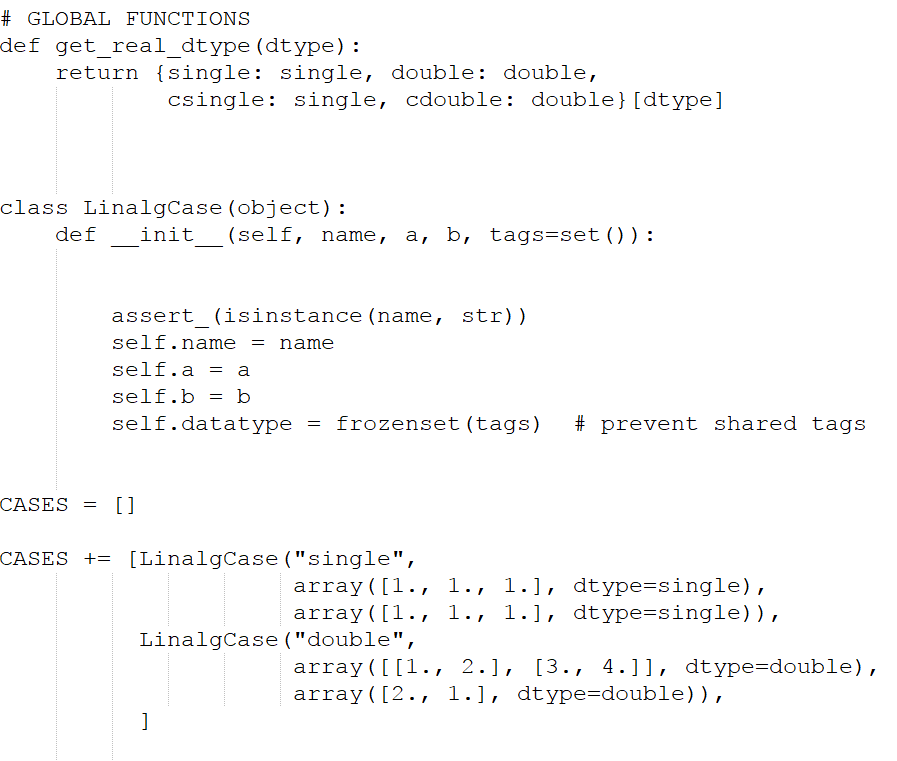 # GLOBAL FUNCTIONS
def get_real_dtype(dtype):
    return {single: single, double: double,
            csingle: single, cdouble: double}[dtype]
class LinalgCase(object):
    def __init__(self, name, a, b, tags=set()):
        assert_(isinstance(name, str))
        self.name = name
        self.a = a
        self.b = b
        self.datatype = frozenset(tags)  # prevent shared tags
CASES = []
CASES += [LinalgCase("single",
                     array([1., 1., 1.], dtype=single),
                     array([1., 1., 1.], dtype=single)),
          LinalgCase("double",
                     array([[1., 2.], [3., 4.]], dtype=double),
                     array([2., 1.], dtype=double)),
          ]